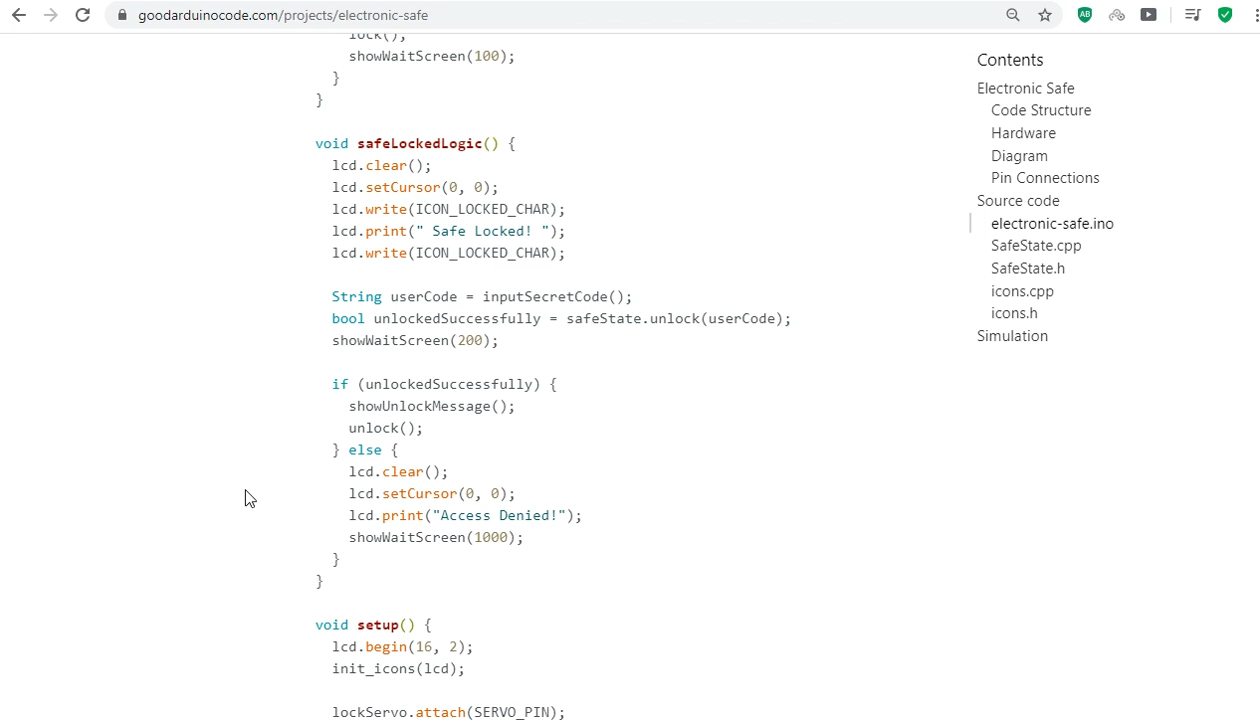 goodarduinocode.com/projects/electronic-safe
lock();
showWaitScreen(100);
}
}
void safeLockedLogic() {
lcd.clear();
lcd.setCursor(0, 0);
lcd.write(ICON_LOCKED_CHAR);
lcd.print(" Safe Locked! ");
lcd.write(ICON_LOCKED_CHAR);
String userCode = inputSecretCode();
bool unlockedSuccessfully = safeState.unlock(userCode);
showWaitScreen(200);
if (unlockedSuccessfully) {
showUnlockMessage();
unlock();
} else {
lcd.clear();
lcd.setCursor(0, 0);
lcd.print("Access Denied!");
showWaitScreen(1000);
}
}
void setup() {
lcd.begin(16, 2);
init_icons(lcd);
lockServo.attach(SERVO_PIN);
Contents
Electronic Safe
Code Structure
Hardware
Diagram
Pin Connections
Source code
electronic-safe.ino
SafeState.cpp
SafeState.h
icons.cpp
icons.h
Simulation